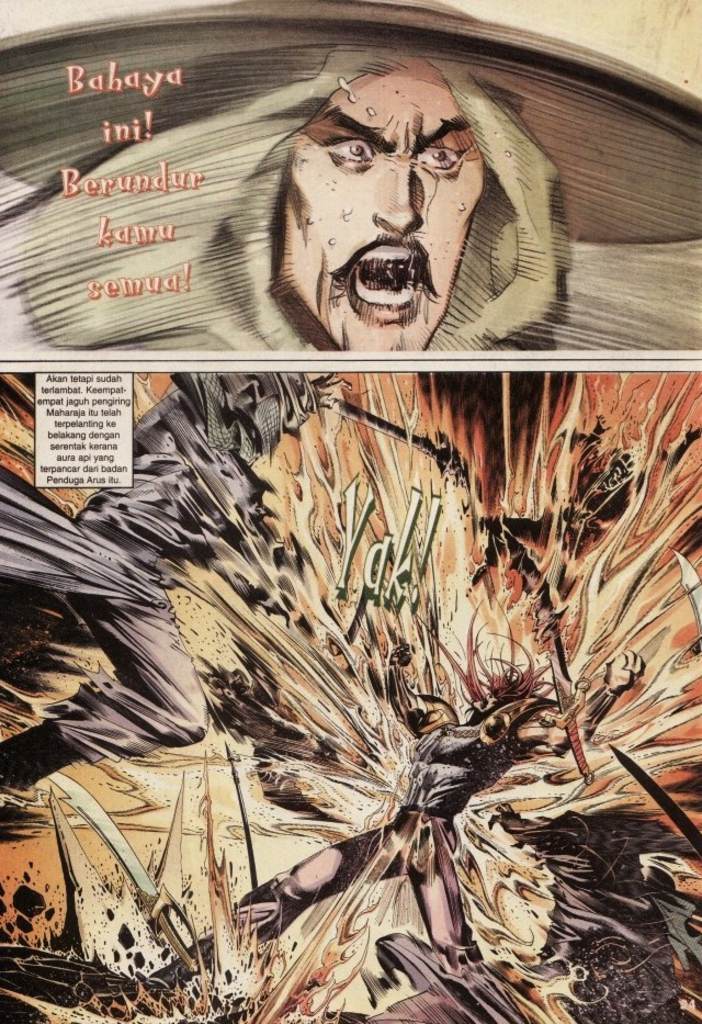 Bahaya
ini!
Berundur
kamu
semua!
Akan tetapi sudah
terlambat. Keempat-
empat jaguh pengiring
Maharaja itu telah
terpelanting ke
belakang dengan
serentak kerana
aura api yang
terpancar dari badan
Penduga Arus itu.
Yak!!
24